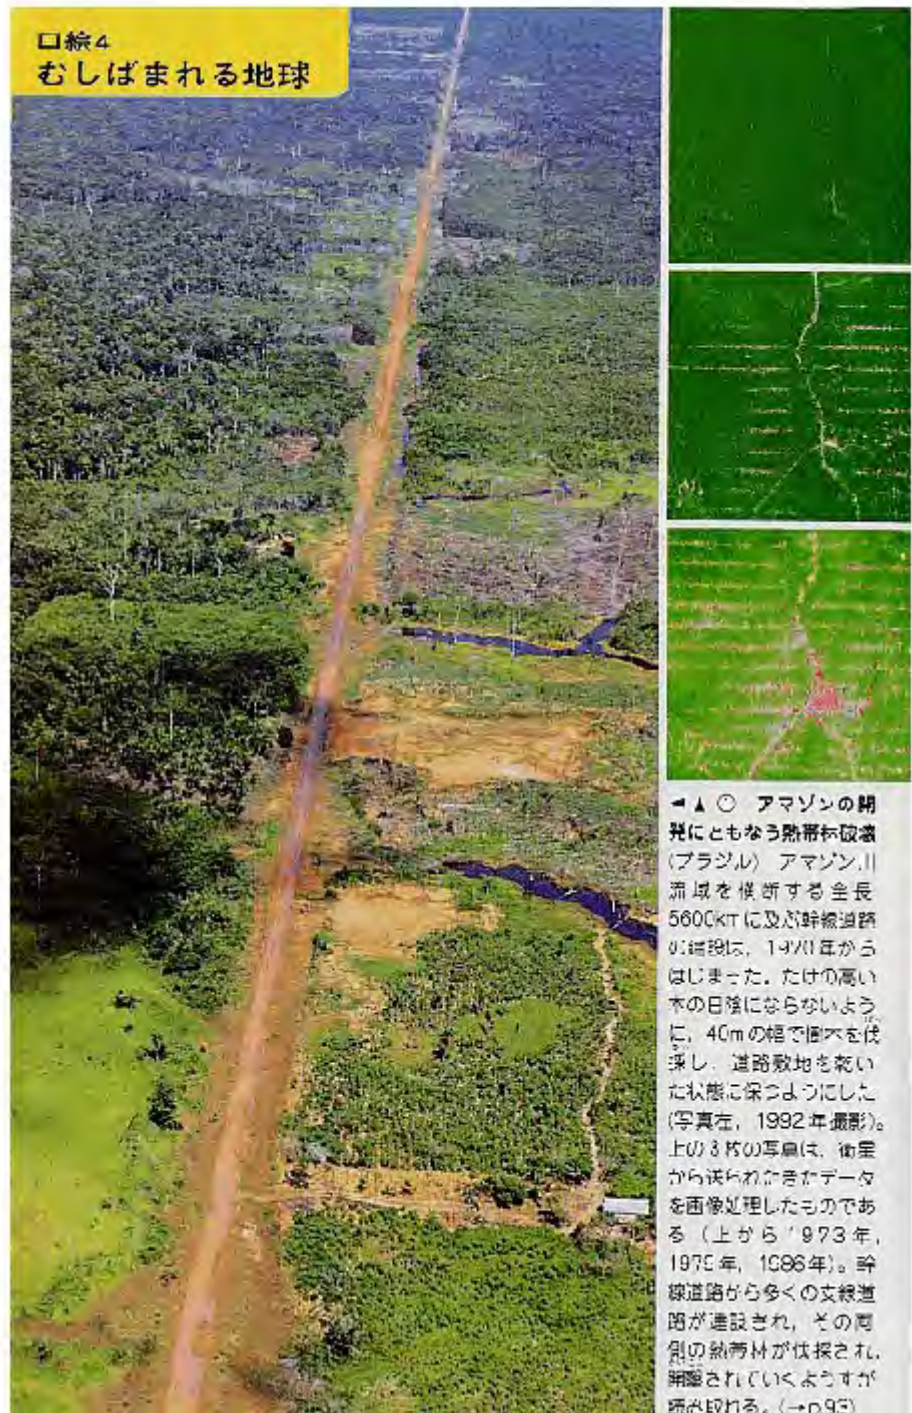 口絵4
むしばまれる地球
◀▲○ アマゾンの開
発にともなう熱帯林破壊
(ブラジル) アマゾン川
流域を横断する全長
5600kmに及ぶ幹線道路
の建設は，1970年から
はじまった。たけの高い
木の日陰にならないよう
に，40mの幅で樹木を伐
採し，道路敷地を乾い
た状態に保つようにした
(写真左，1992年撮影)。
上の3枚の写真は，衛星
から送られてきたデータ
を画像処理したものであ
る（上から1973年，
年，1986年)。幹
線道路から多くの支線道
路が建設され，その両
側の熱帯林が伐採され，
開墾されていくようすが
読み取れる。(→p.93)